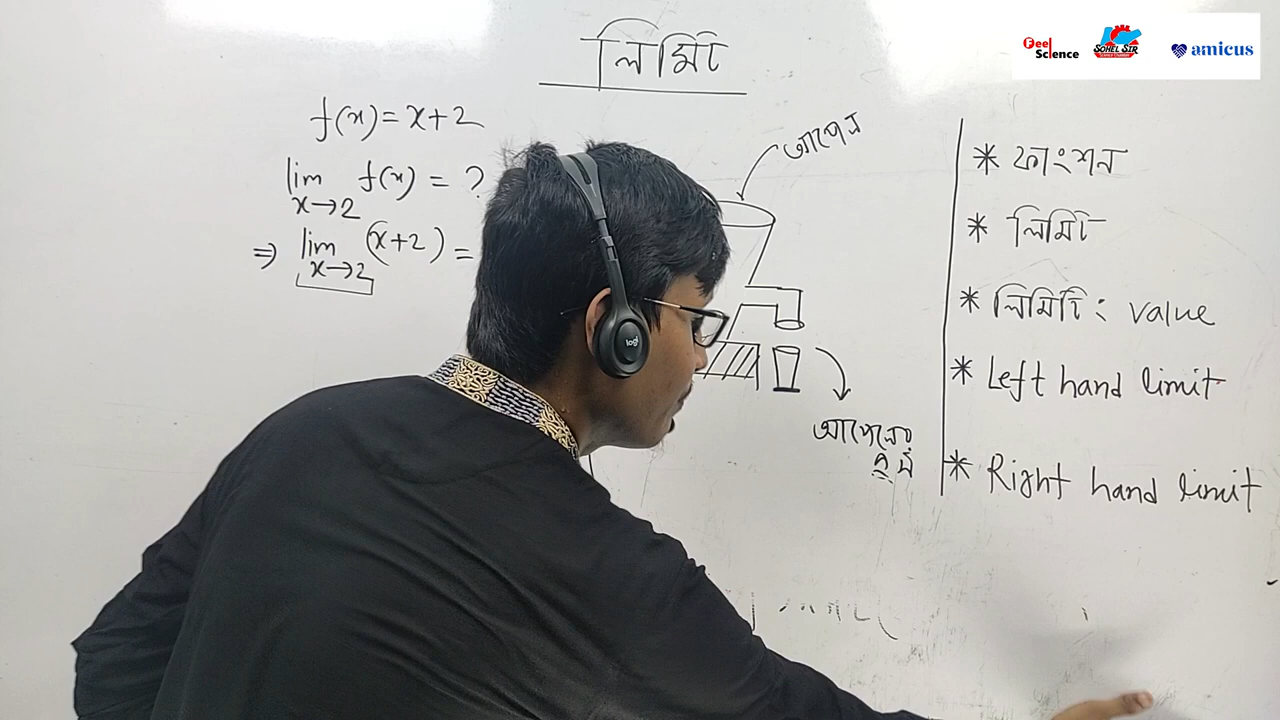 লিমিট
f(x) = x+2
lim f(x) = ?
x→2
⇒ lim (x+2) =
x→2
আপেল
আপেলের
* ফাংশন
* লিমিট
* লিমিট : value
* Left hand limit
* Right hand limit
Feel Science
SOHEL SIR
amicus
logi